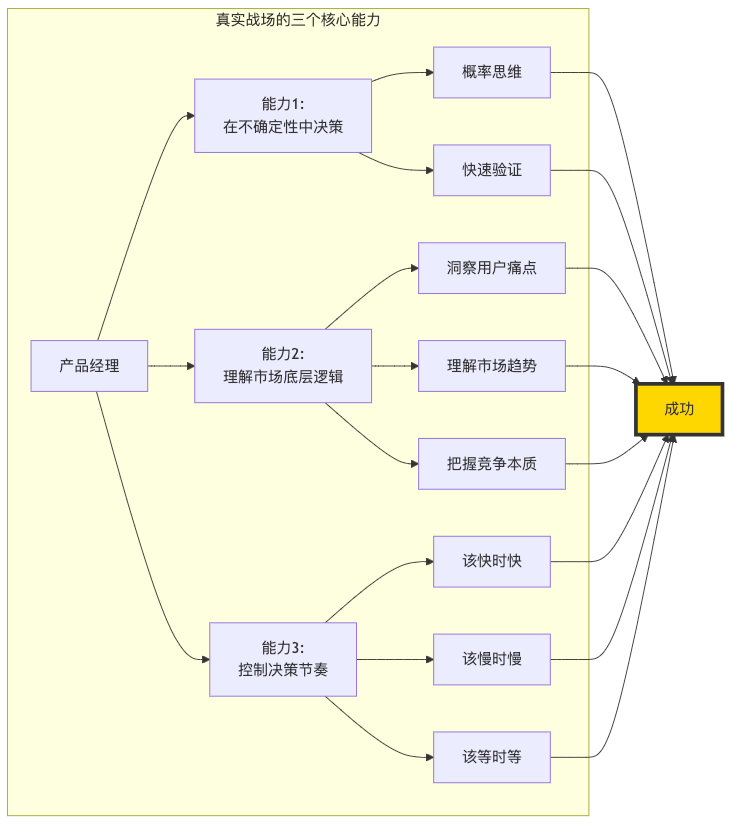 真实战场的三个核心能力
产品经理
能力1:
在不确定性中决策
概率思维
快速验证
能力2:
理解市场底层逻辑
洞察用户痛点
理解市场趋势
把握竞争本质
能力3:
控制决策节奏
该快时快
该慢时慢
该等时等
成功